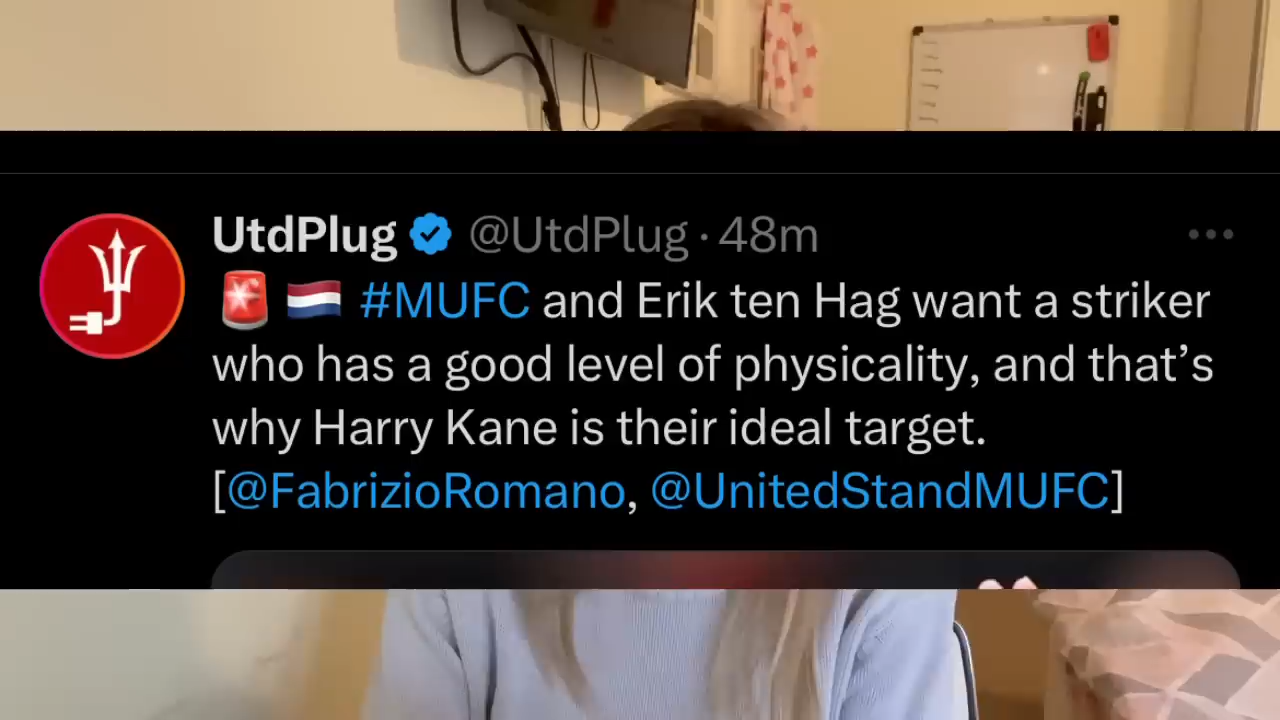 UtdPlug @UtdPlug · 48m
🚨 🇳🇱 #MUFC and Erik ten Hag want a striker
who has a good level of physicality, and that’s
why Harry Kane is their ideal target.
[@FabrizioRomano, @UnitedStandMUFC]